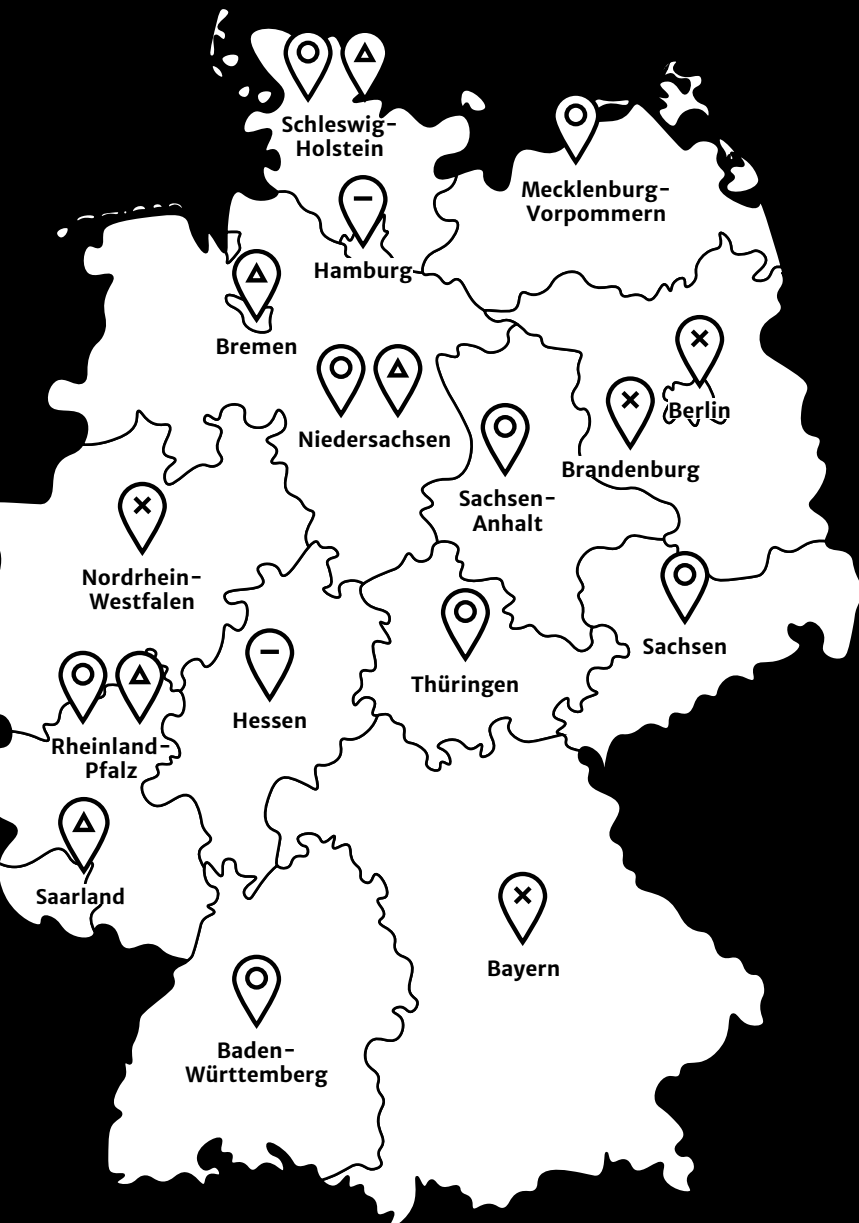 Schleswig-
Holstein
Mecklenburg-
Vorpommern
Hamburg
Bremen
Berlin
Niedersachsen
Brandenburg
Sachsen-
Anhalt
Nordrhein-
Westfalen
Sachsen
Thüringen
Hessen
Rheinland-
Pfalz
Saarland
Bayern
Baden-
Württemberg